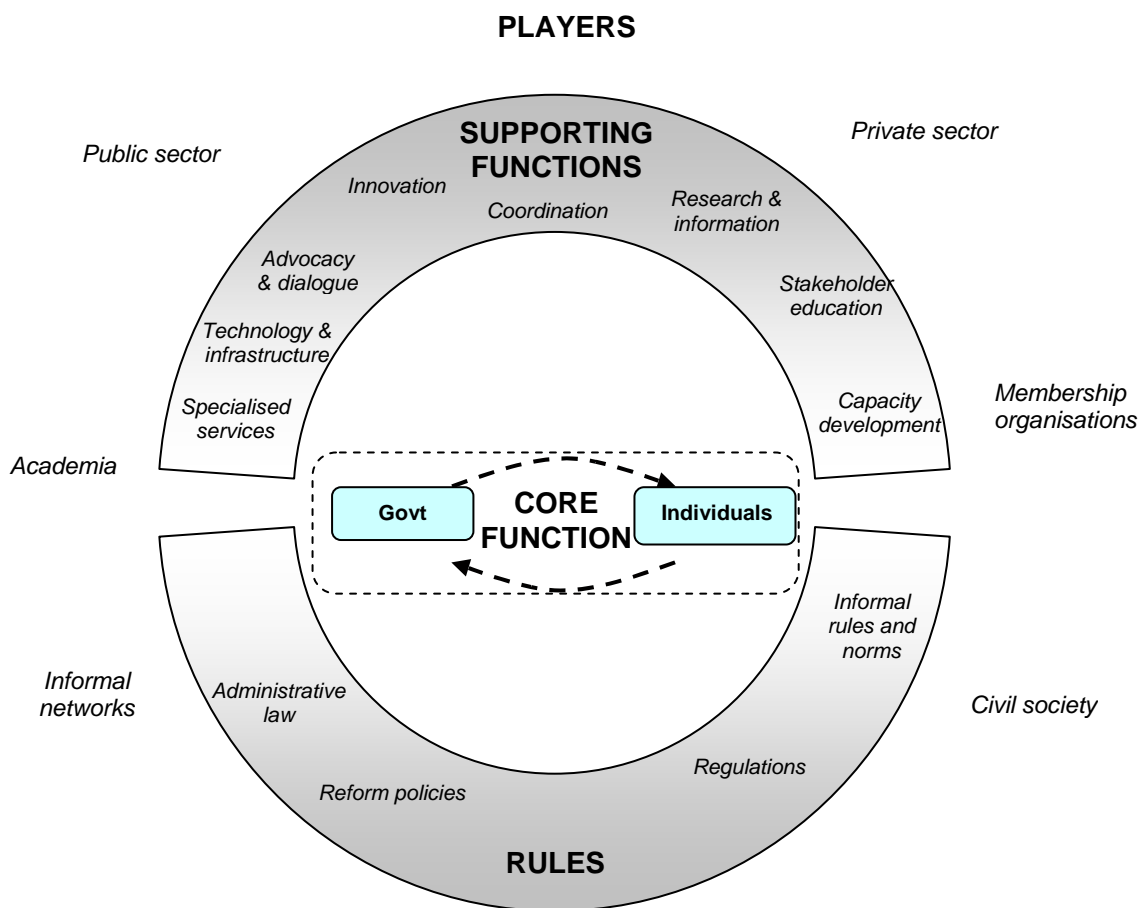 PLAYERS
Public sector
Private sector
SUPPORTING
FUNCTIONS
Innovation
Coordination
Research &
information
Advocacy
& dialogue
Stakeholder
education
Technology &
infrastructure
Specialised
services
Capacity
development
Membership
organisations
Academia
Govt
CORE
FUNCTION
Individuals
Informal
rules and
norms
Informal
networks
Administrative
law
Civil society
Reform policies
Regulations
RULES